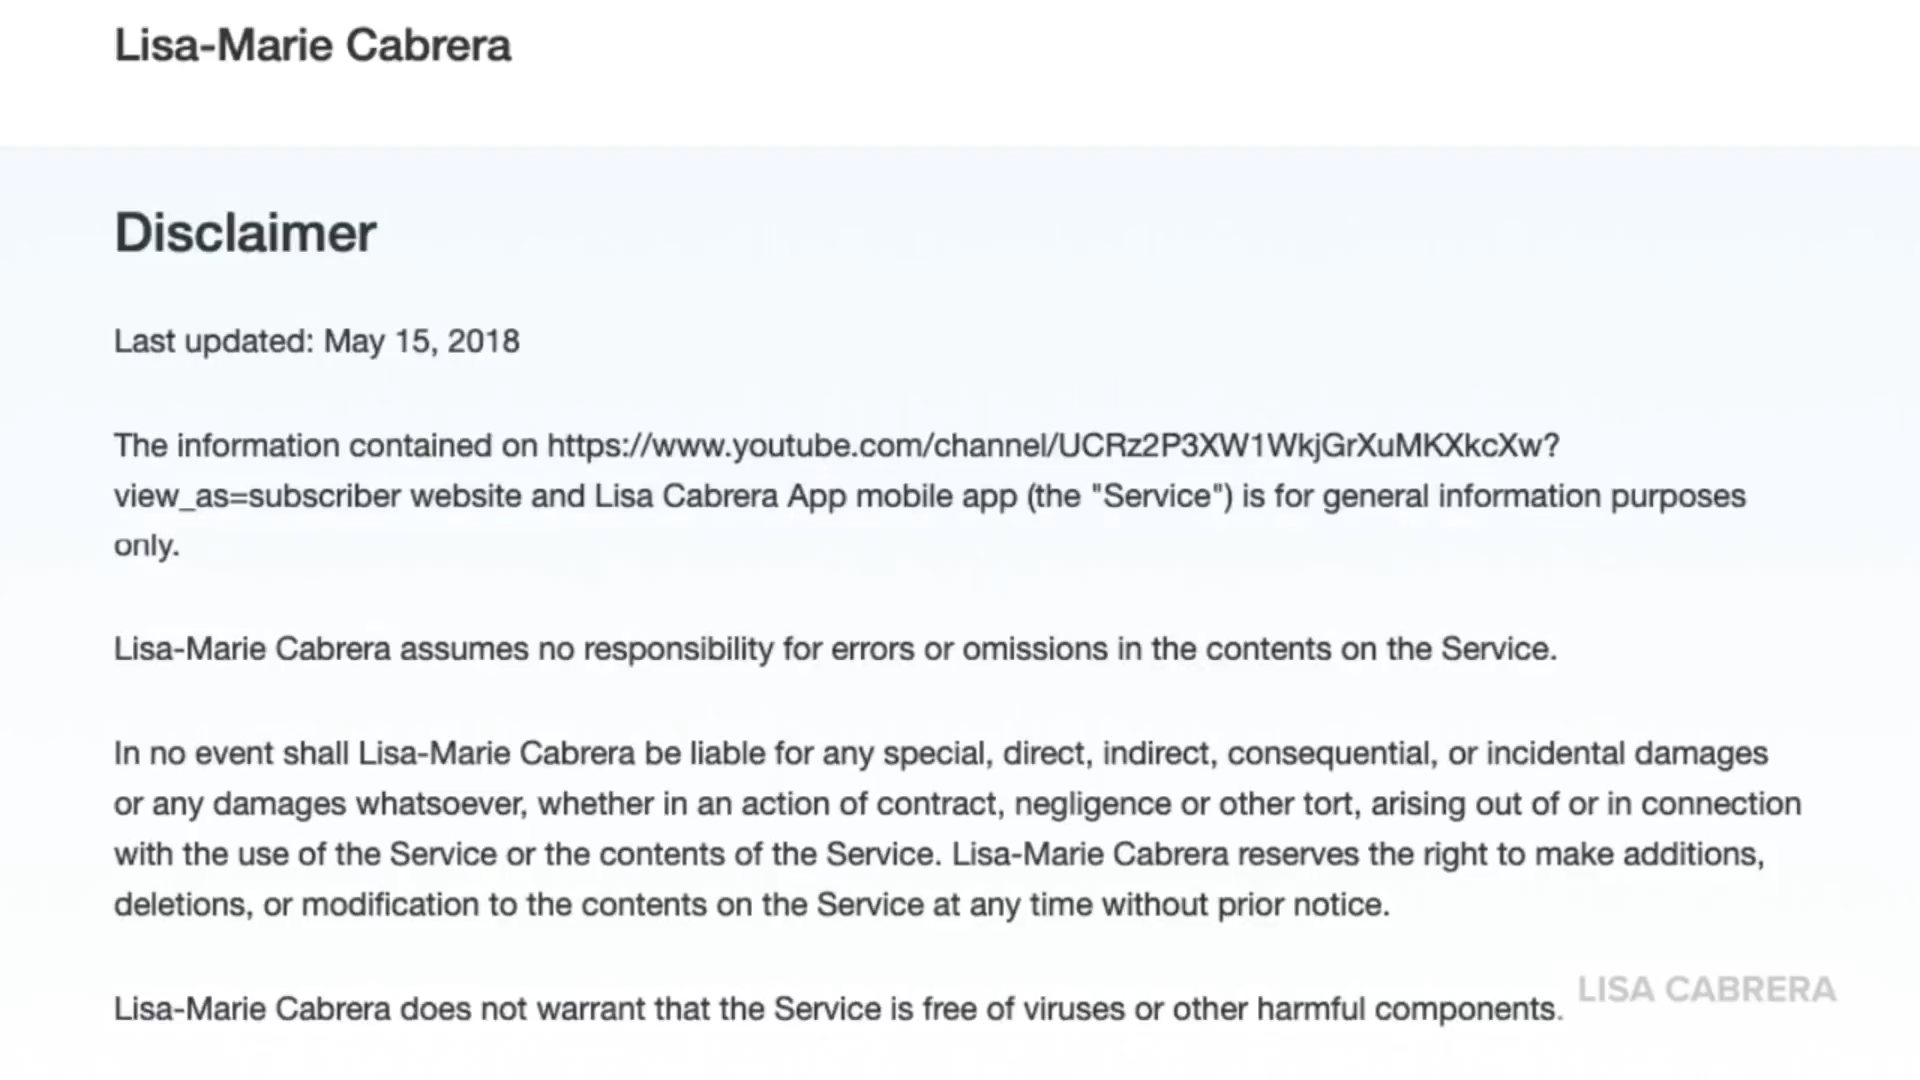 Lisa-Marie Cabrera
Disclaimer
Last updated: May 15, 2018
The information contained on https://www.youtube.com/channel/UCRz2P3XW1WkjGrXuMKXkcXw?
view_as=subscriber website and Lisa Cabrera App mobile app (the "Service") is for general information purposes
only.
Lisa-Marie Cabrera assumes no responsibility for errors or omissions in the contents on the Service.
In no event shall Lisa-Marie Cabrera be liable for any special, direct, indirect, consequential, or incidental damages
or any damages whatsoever, whether in an action of contract, negligence or other tort, arising out of or in connection
with the use of the Service or the contents of the Service. Lisa-Marie Cabrera reserves the right to make additions,
deletions, or modification to the contents on the Service at any time without prior notice.
Lisa-Marie Cabrera does not warrant that the Service is free of viruses or other harmful components.
LISA CABRERA